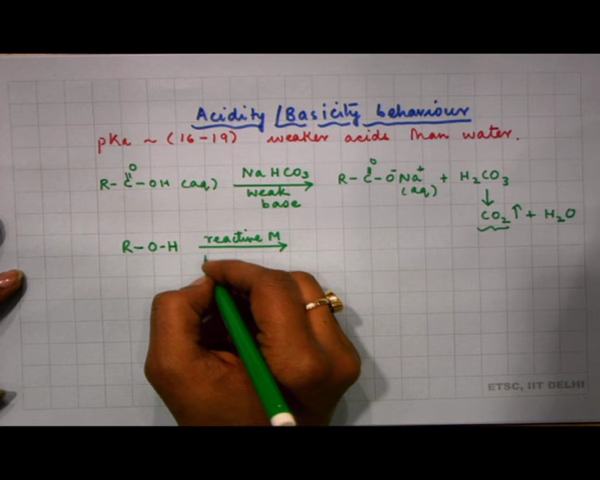 Acidity / Basicity behaviour
pKa ~ (16-19) weaker acids than water.
O
R-C-OH (aq) NaHCO3 weak base R-C-O⁻Na⁺ (aq) + H2CO3
O
CO2↑ + H2O
R-O-H reactive M
ETSC, IIT DELHI